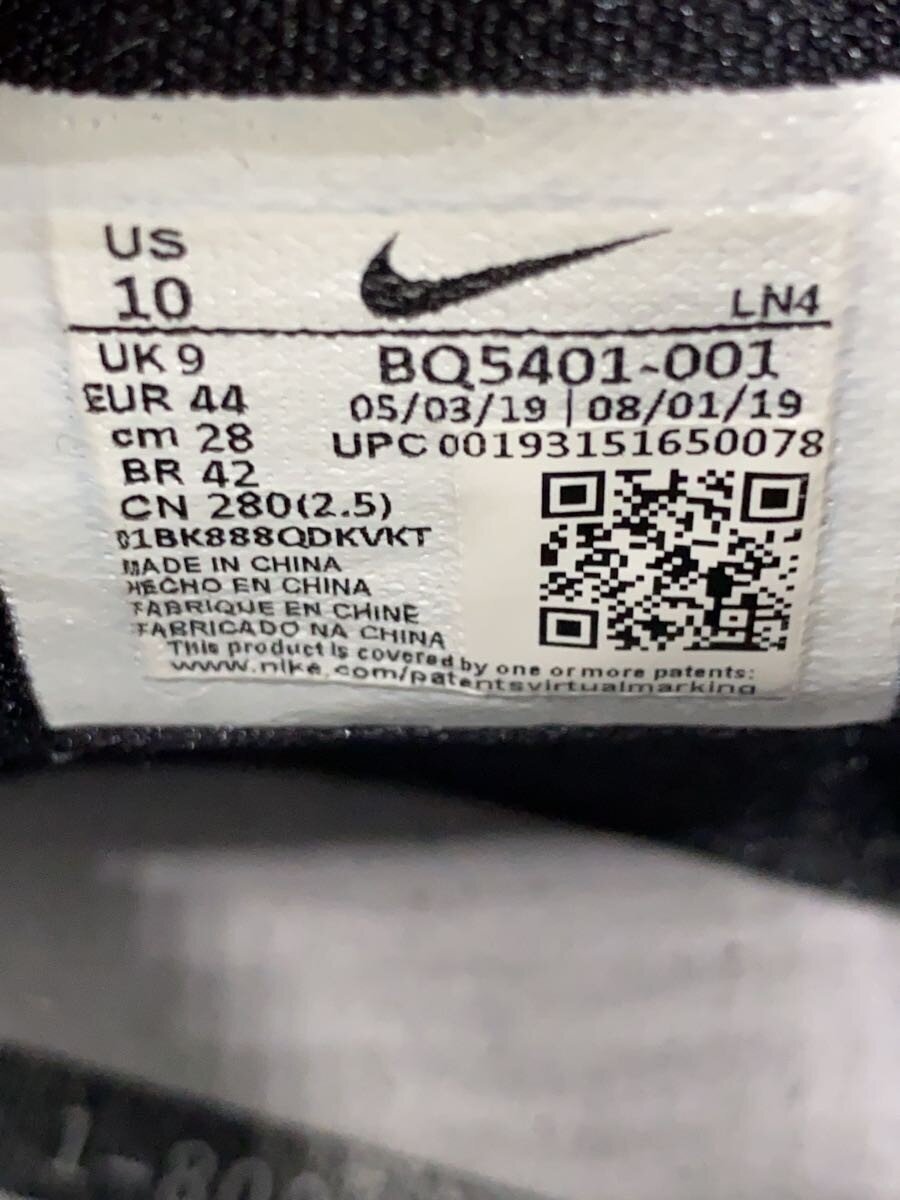 US
10
LN4
UK 9
BQ5401-001
EUR 44
05/03/19 | 08/01/19
cm 28
UPC 00193151650078
BR 42
CN 280(2.5)
01BK888QDKVKT
MADE IN CHINA
HECHO EN CHINA
FABRIQUE EN CHINE
FABRICADO NA CHINA
This product is covered by one or more patents:
www.nike.com/patentsvirtualmarking